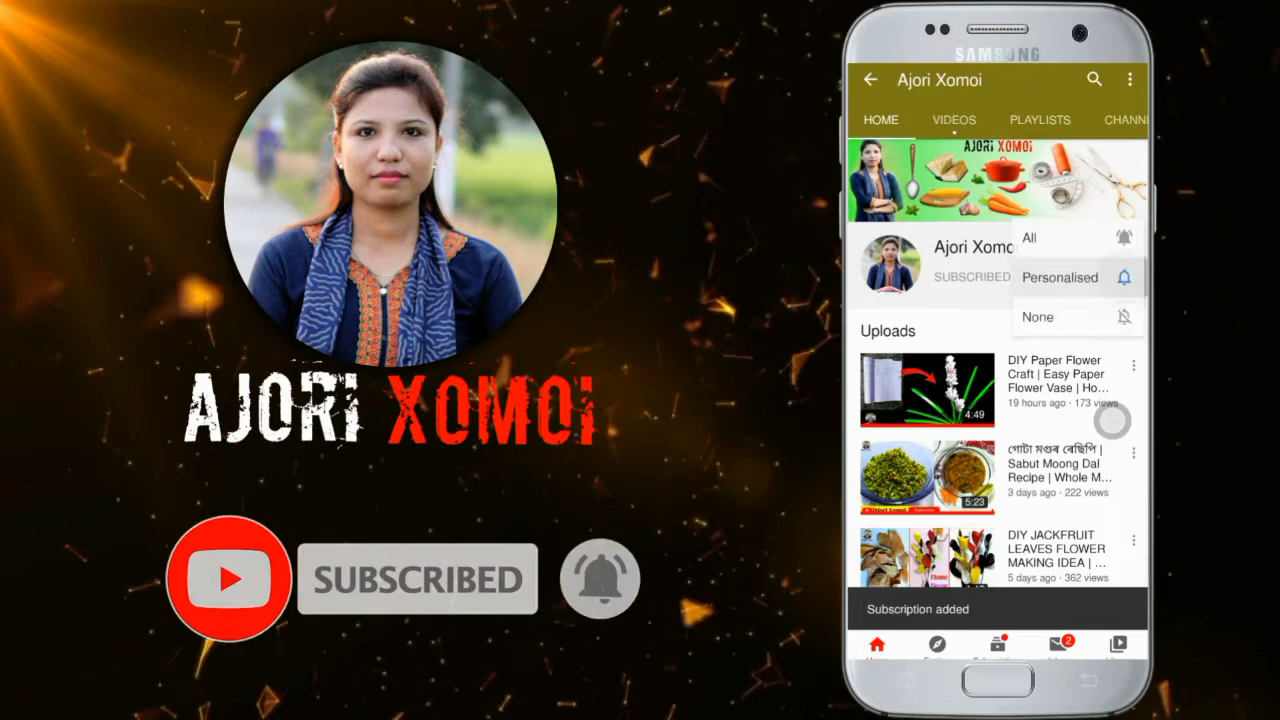 AJORI XOMOI
SUBSCRIBED
SAMSUNG
Ajori Xomoi
HOME
VIDEOS
PLAYLISTS
CHANN
AJORI XOMOI
Ajori Xomo
SUBSCRIBED
All
Personalised
None
Uploads
4:49
DIY Paper Flower
Craft | Easy Paper
Flower Vase | Ho...
19 hours ago · 173 views
5:23
গোটা মগুৰ ৰেছিপি |
Sabut Moong Dal
Recipe | Whole M...
3 days ago · 222 views
DIY JACKFRUIT
LEAVES FLOWER
MAKING IDEA | ...
5 days ago · 362 views
Subscription added
2